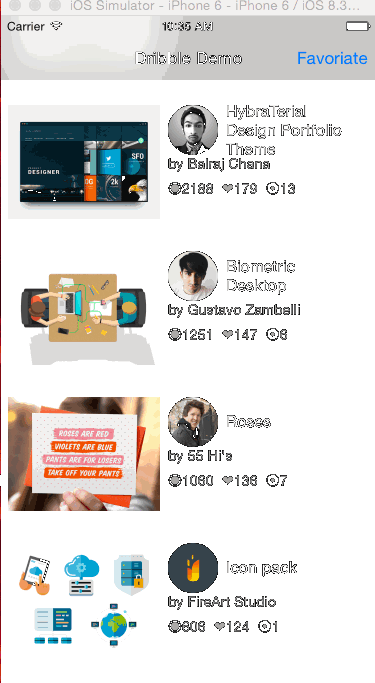 iOS Simulator - iPhone 6 - iPhone 6 / iOS 8.3...
Carrier 10:35 AM
Dribble Demo Favoriate
HybraTerial
Design Portfolio
Theme
by Balraj Chana
2188 179 13
DESIGNER
SFO
2k
Biometric
Desktop
by Gustavo Zambelli
1251 147 6
Roses
by 55 Hi's
1060 136 7
ROSES ARE RED
VIOLETS ARE BLUE
PANTS ARE FOR LOSERS
TAKE OFF YOUR PANTS
Icon pack
by FireArt Studio
806 124 1